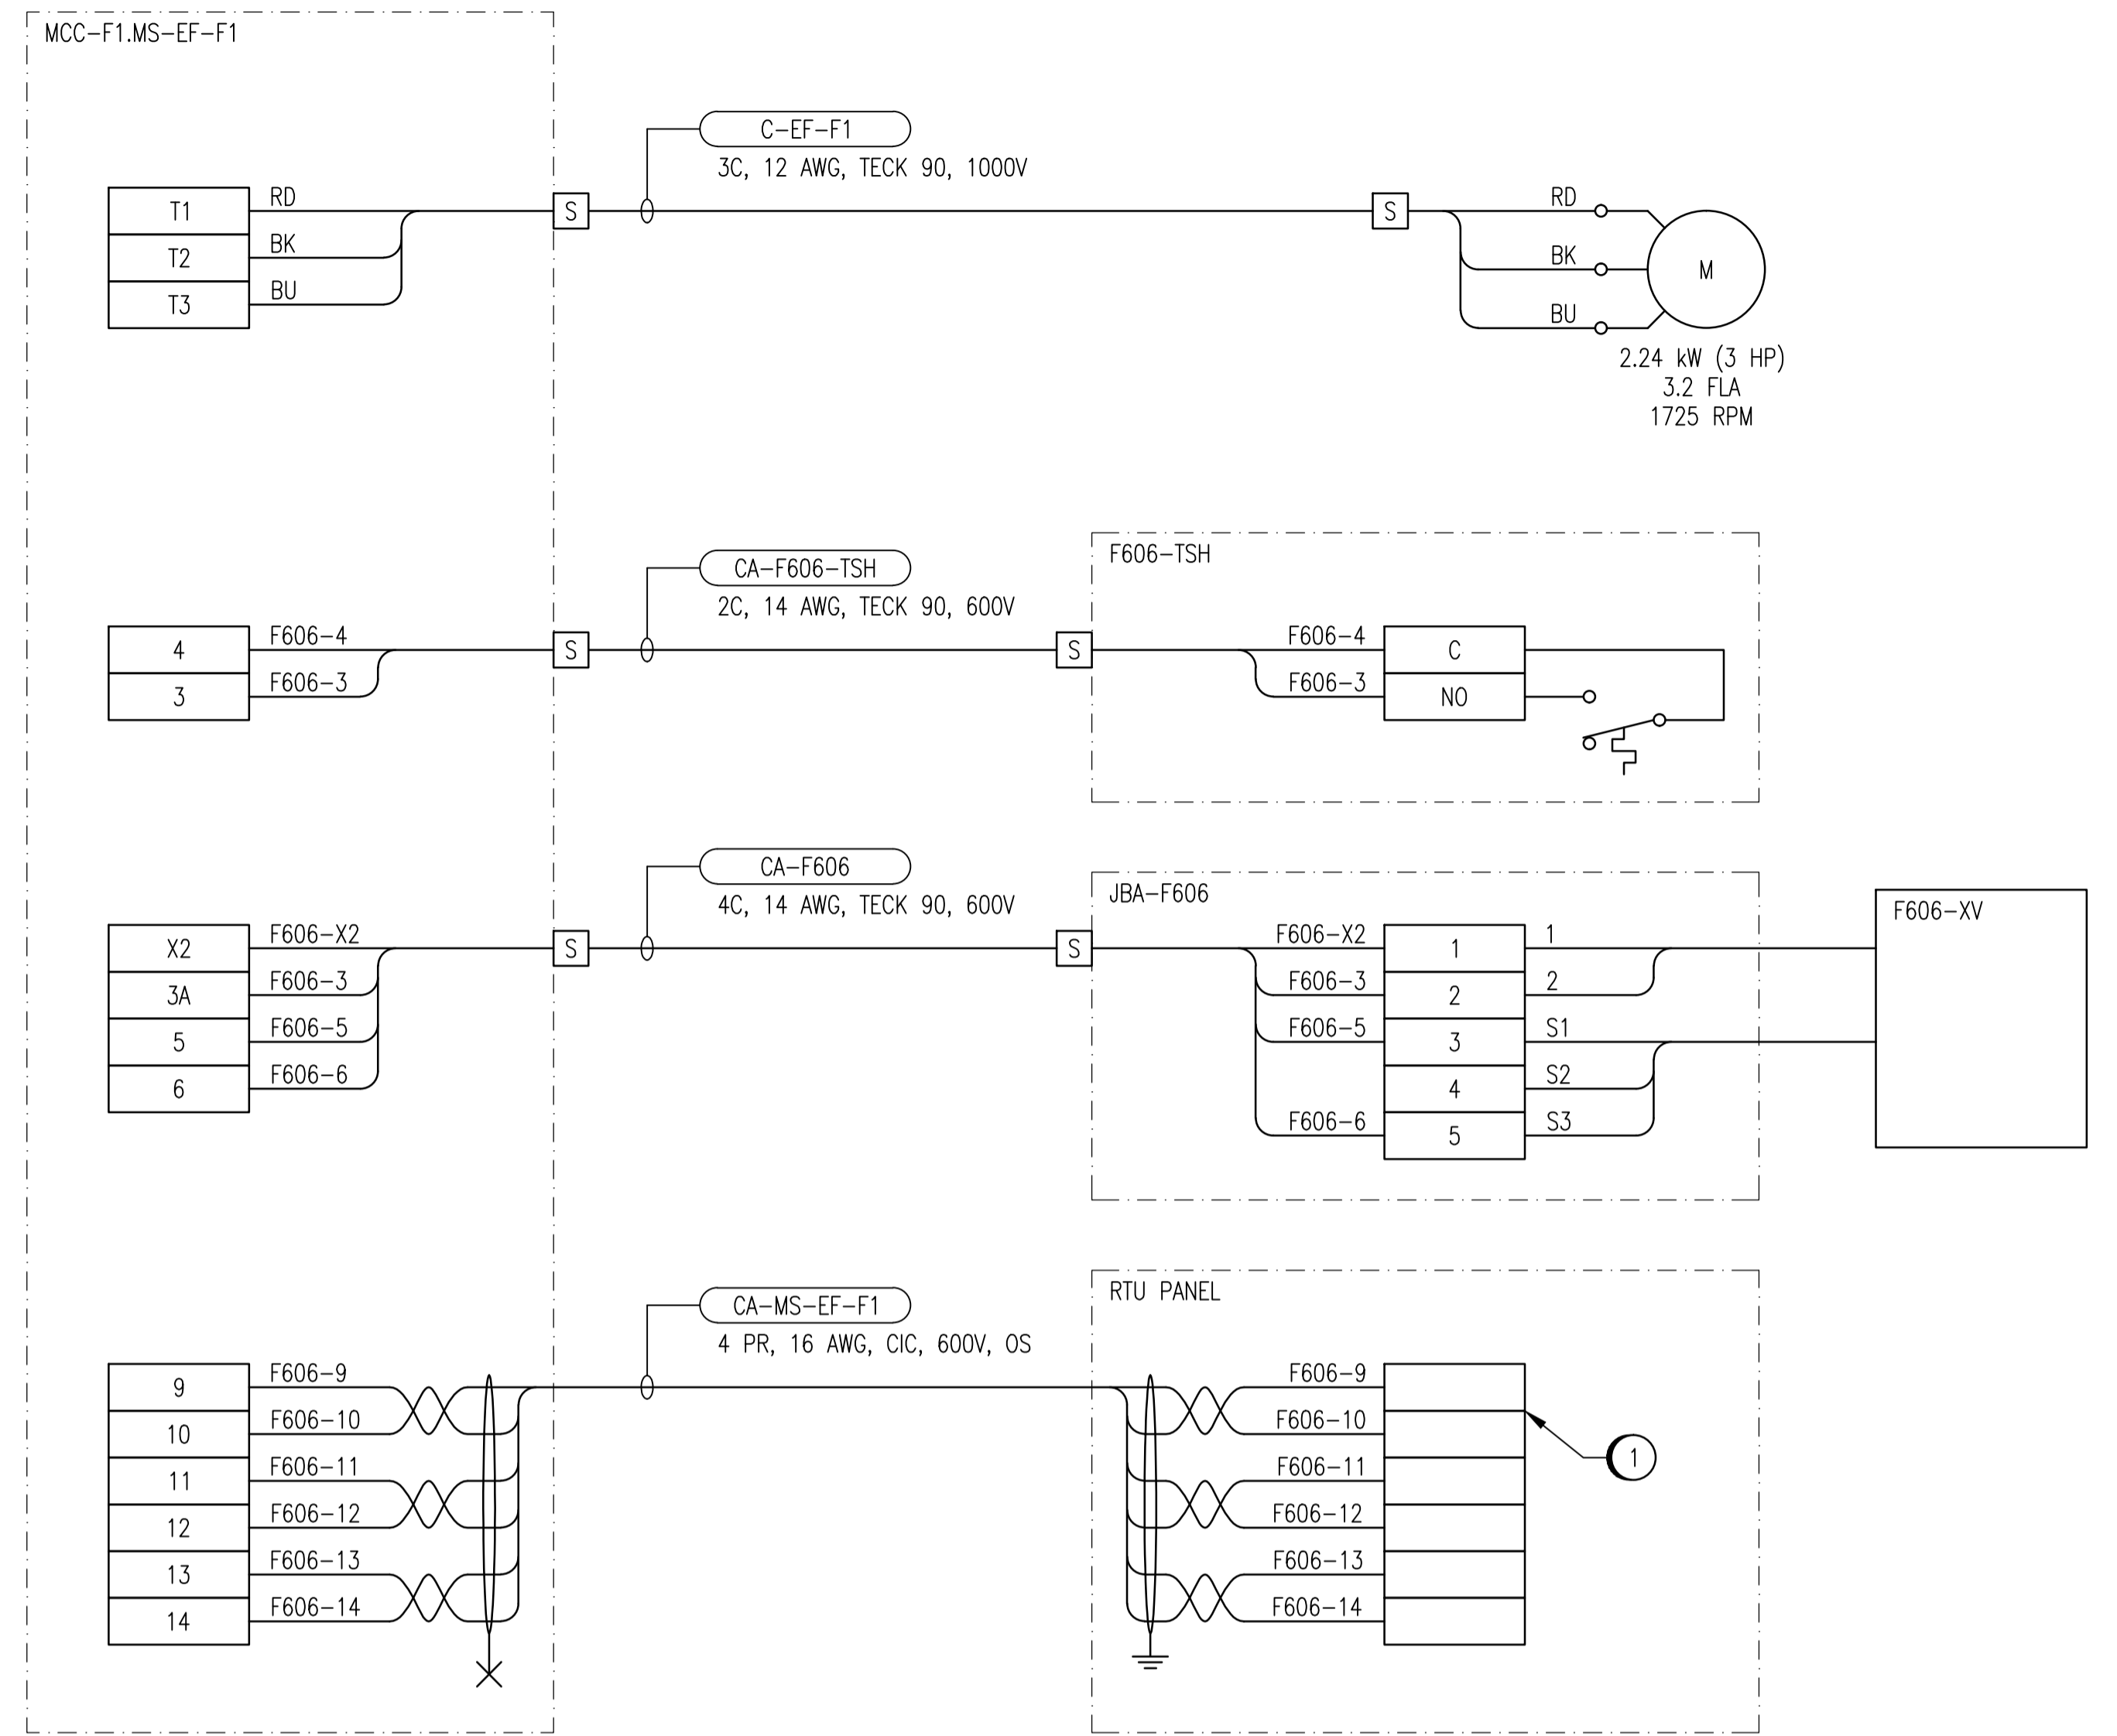 MCC-F1.MS-EF-F1
C-EF-F1
3C, 12 AWG, TECK 90, 1000V
T1
RD
T2
BK
T3
BU
S
S
RD
BK
BU
M
2.24 kW (3 HP)
3.2 FLA
1725 RPM
CA-F606-TSH
2C, 14 AWG, TECK 90, 600V
4
F606-4
3
F606-3
S
S
F606-TSH
F606-4
C
F606-3
NO
CA-F606
4C, 14 AWG, TECK 90, 600V
X2
F606-X2
3A
F606-3
5
F606-5
6
F606-6
S
S
JBA-F606
F606-X2
1
1
F606-3
2
2
F606-5
3
S1
4
S2
F606-6
5
S3
F606-XV
CA-MS-EF-F1
4 PR, 16 AWG, CIC, 600V, OS
9
F606-9
10
F606-10
11
F606-11
12
F606-12
13
F606-13
14
F606-14
RTU PANEL
F606-9
F606-10
F606-11
F606-12
F606-13
F606-14
1